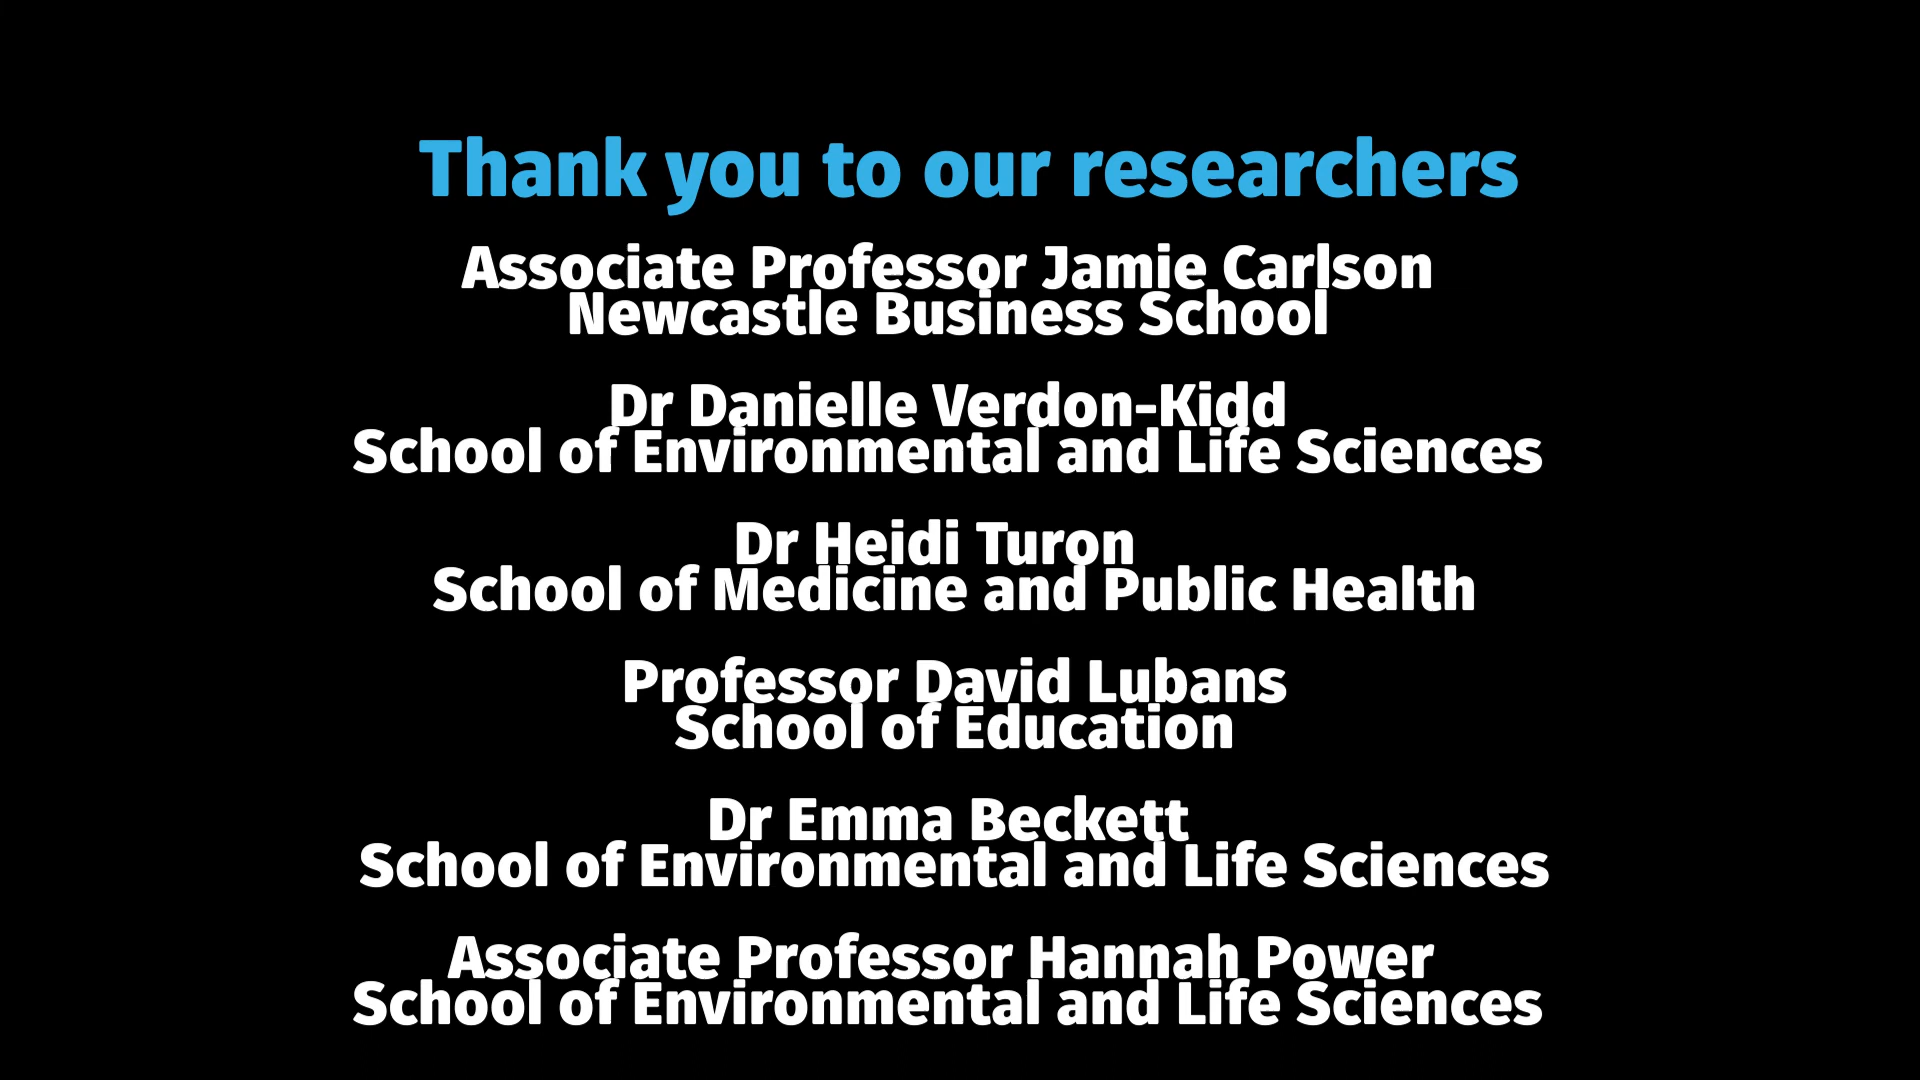 Thank you to our researchers
Associate Professor Jamie Carlson
Newcastle Business School
Dr Danielle Verdon-Kidd
School of Environmental and Life Sciences
Dr Heidi Turon
School of Medicine and Public Health
Professor David Lubans
School of Education
Dr Emma Beckett
School of Environmental and Life Sciences
Associate Professor Hannah Power
School of Environmental and Life Sciences